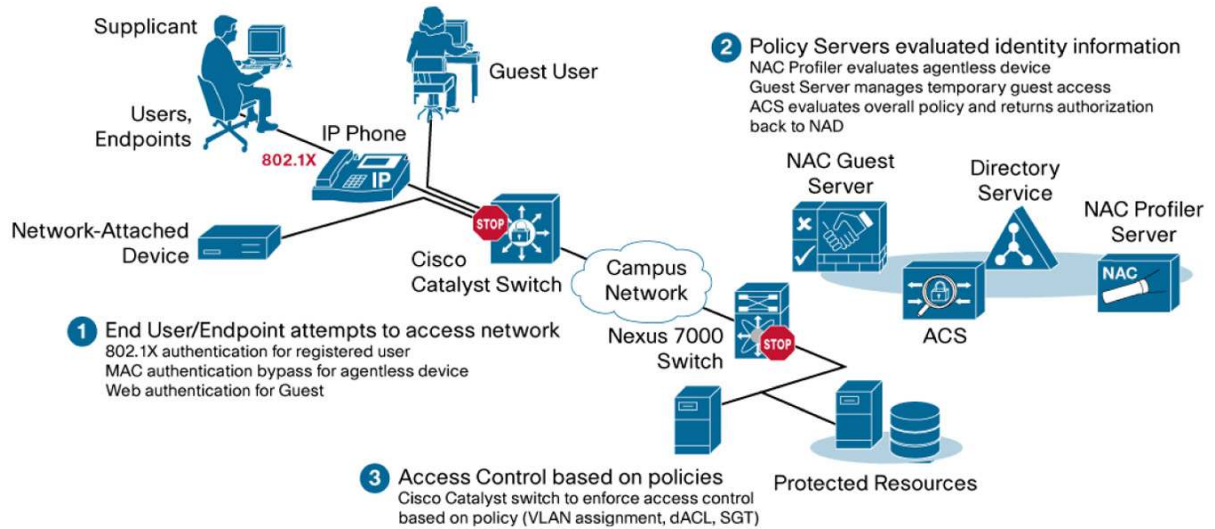 Supplicant
Users,
Endpoints
IP Phone
802.1X
IP
Guest User
Network-Attached
Device
STOP
Cisco
Catalyst Switch
Campus
Network
Nexus 7000
Switch
STOP
1 End User/Endpoint attempts to access network
802.1X authentication for registered user
MAC authentication bypass for agentless device
Web authentication for Guest
2 Policy Servers evaluated identity information
NAC Profiler evaluates agentless device
Guest Server manages temporary guest access
ACS evaluates overall policy and returns authorization
back to NAD
NAC Guest
Server
Directory
Service
NAC Profiler
Server
NAC
ACS
3 Access Control based on policies
Cisco Catalyst switch to enforce access control
based on policy (VLAN assignment, dACL, SGT)
Protected Resources